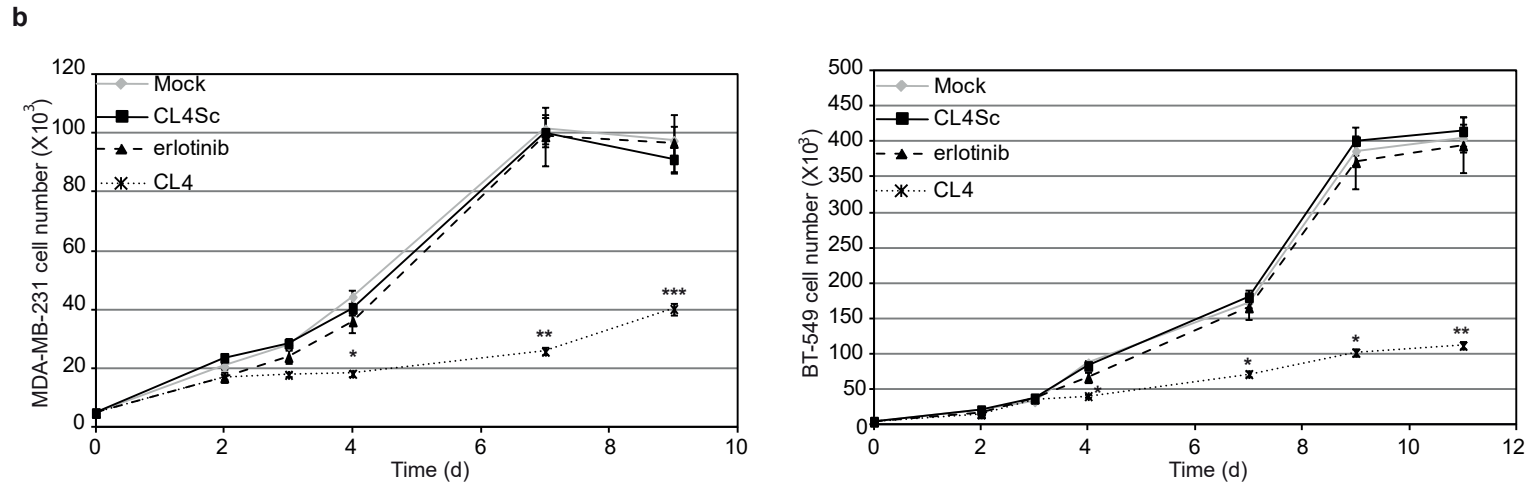 b
120
100
80
60
40
20
0
MDA-MB-231 cell number (X10³)
Mock
CL4Sc
erlotinib
CL4
*
**
***
0 2 4 6 8 10
Time (d)
500
450
400
350
300
250
200
150
100
50
0
BT-549 cell number (X10³)
Mock
CL4Sc
erlotinib
CL4
*
*
*
**
0 2 4 6 8 10 12
Time (d)